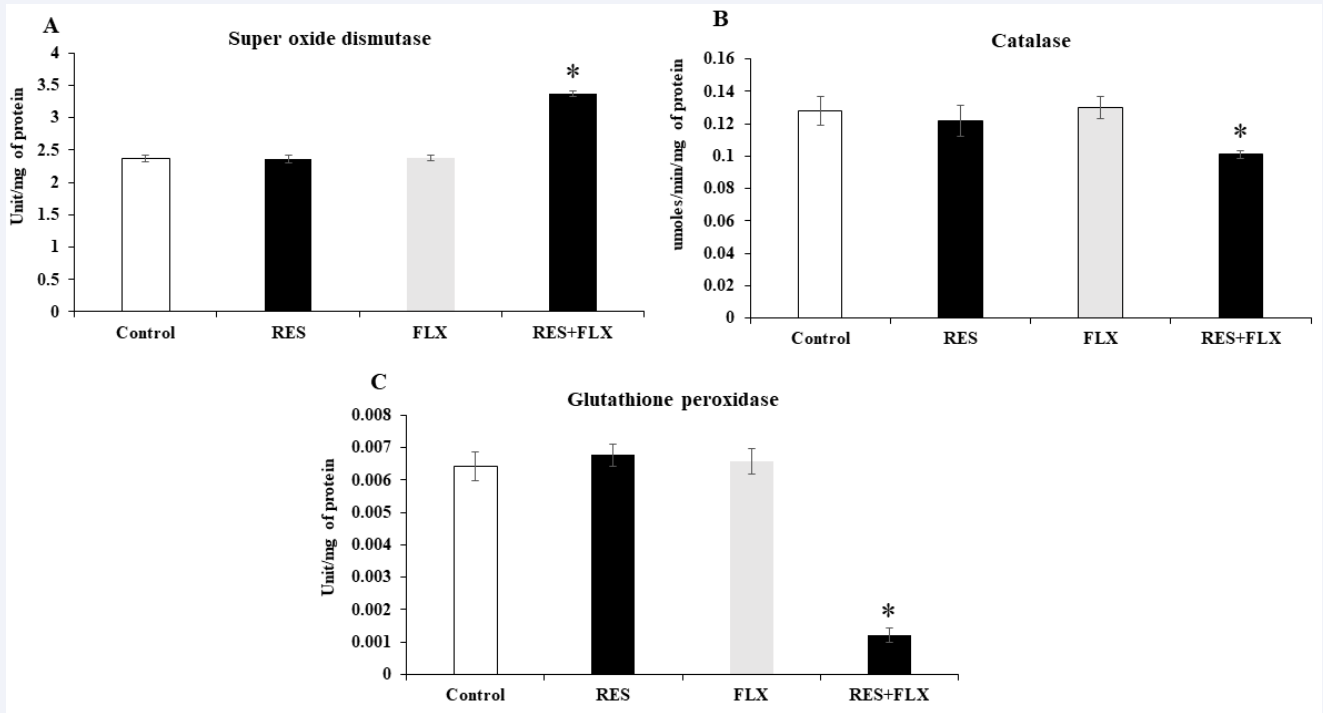 A
Super oxide dismutase
Unit/mg of protein
4
3.5
3
2.5
2
1.5
1
0.5
0
*
Control RES FLX RES+FLX
B
Catalase
umoles/min/mg of protein
0.16
0.14
0.12
0.1
0.08
0.06
0.04
0.02
0
*
Control RES FLX RES+FLX
C
Glutathione peroxidase
Unit/mg of protein
0.008
0.007
0.006
0.005
0.004
0.003
0.002
0.001
0
*
Control RES FLX RES+FLX